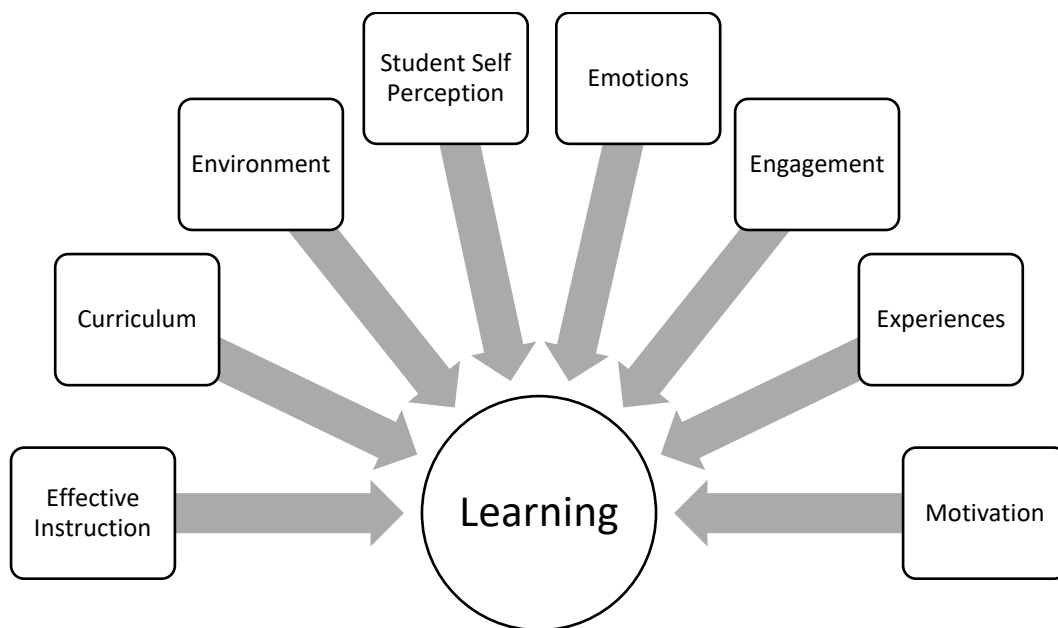 Student Self
Perception
Emotions
Environment
Engagement
Curriculum
Experiences
Effective
Instruction
Learning
Motivation